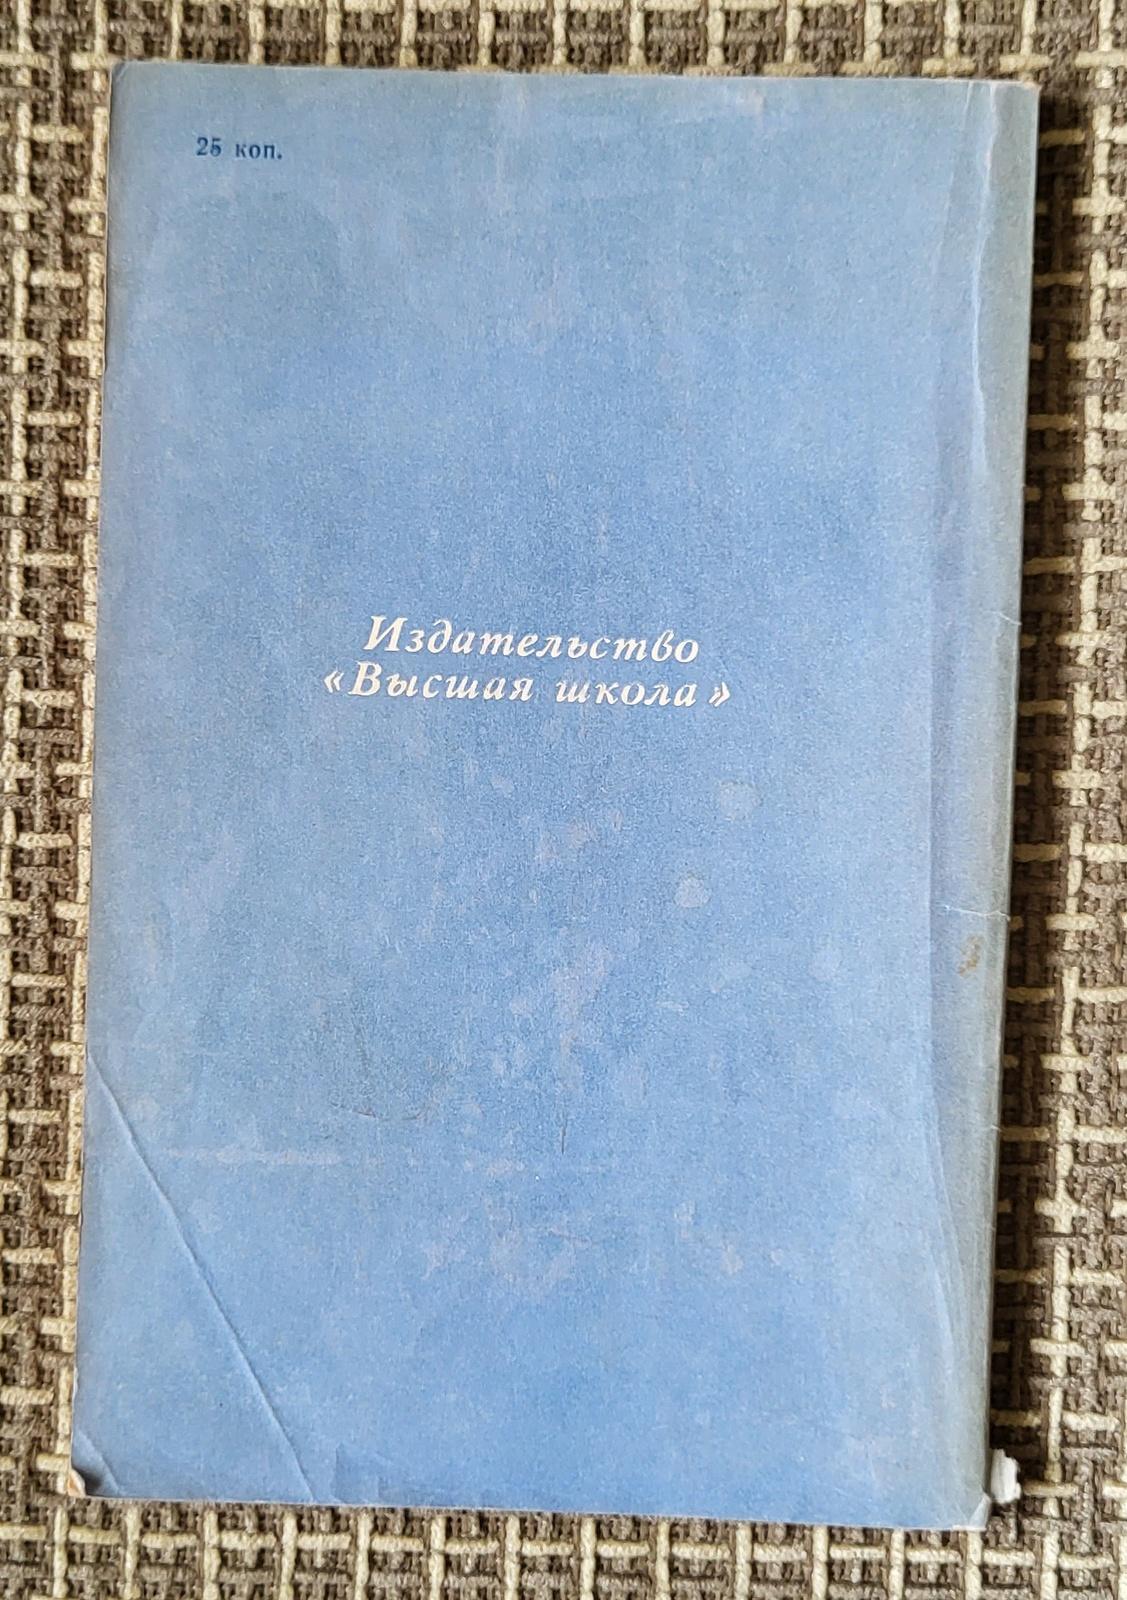 25 коп.
Издательство
«Высшая школа»